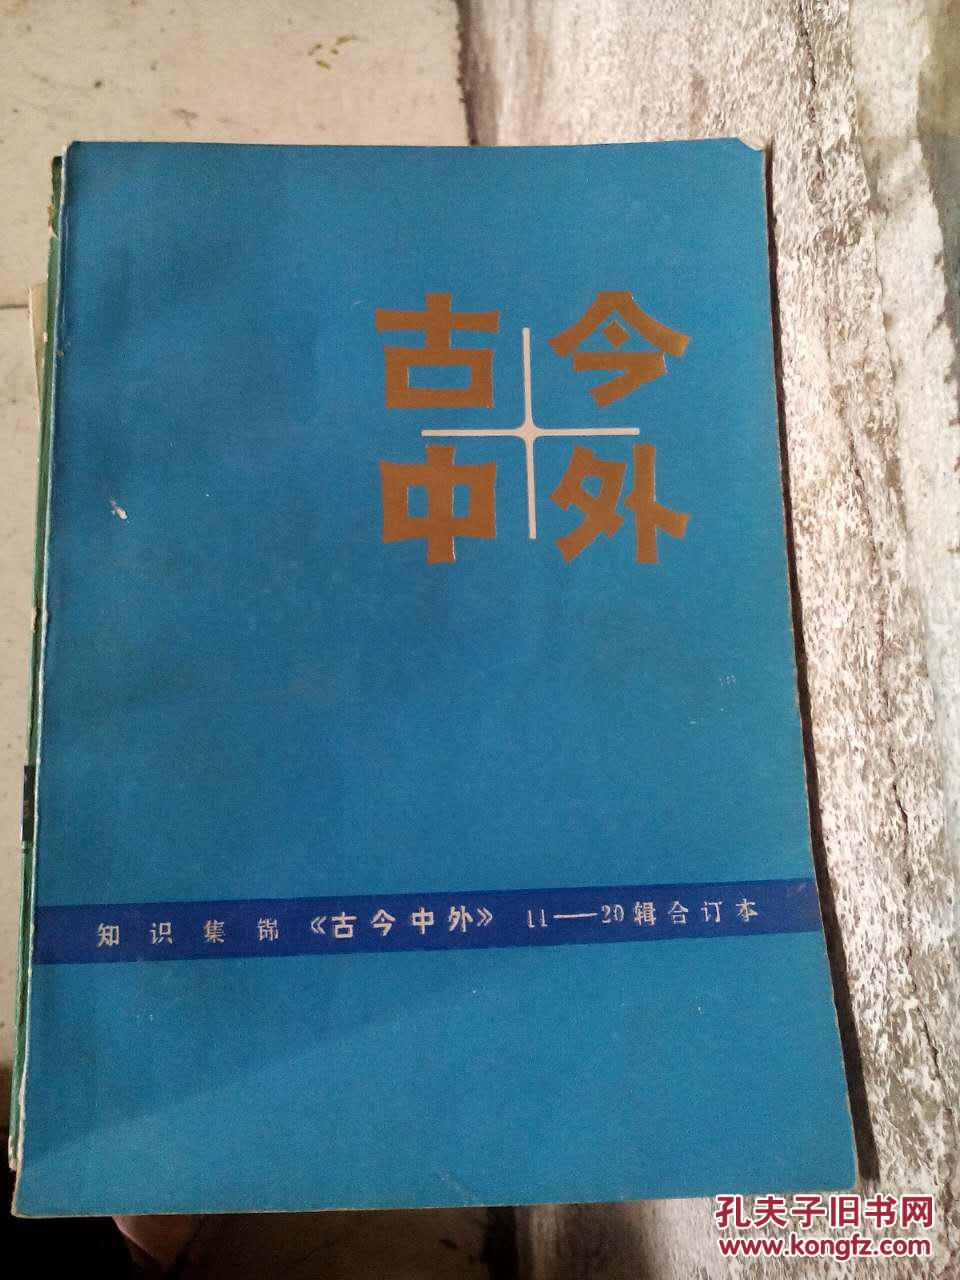 古今
中外
知识集锦《古今中外》 11——20辑合订本
孔夫子旧书网
www.kongfz.com